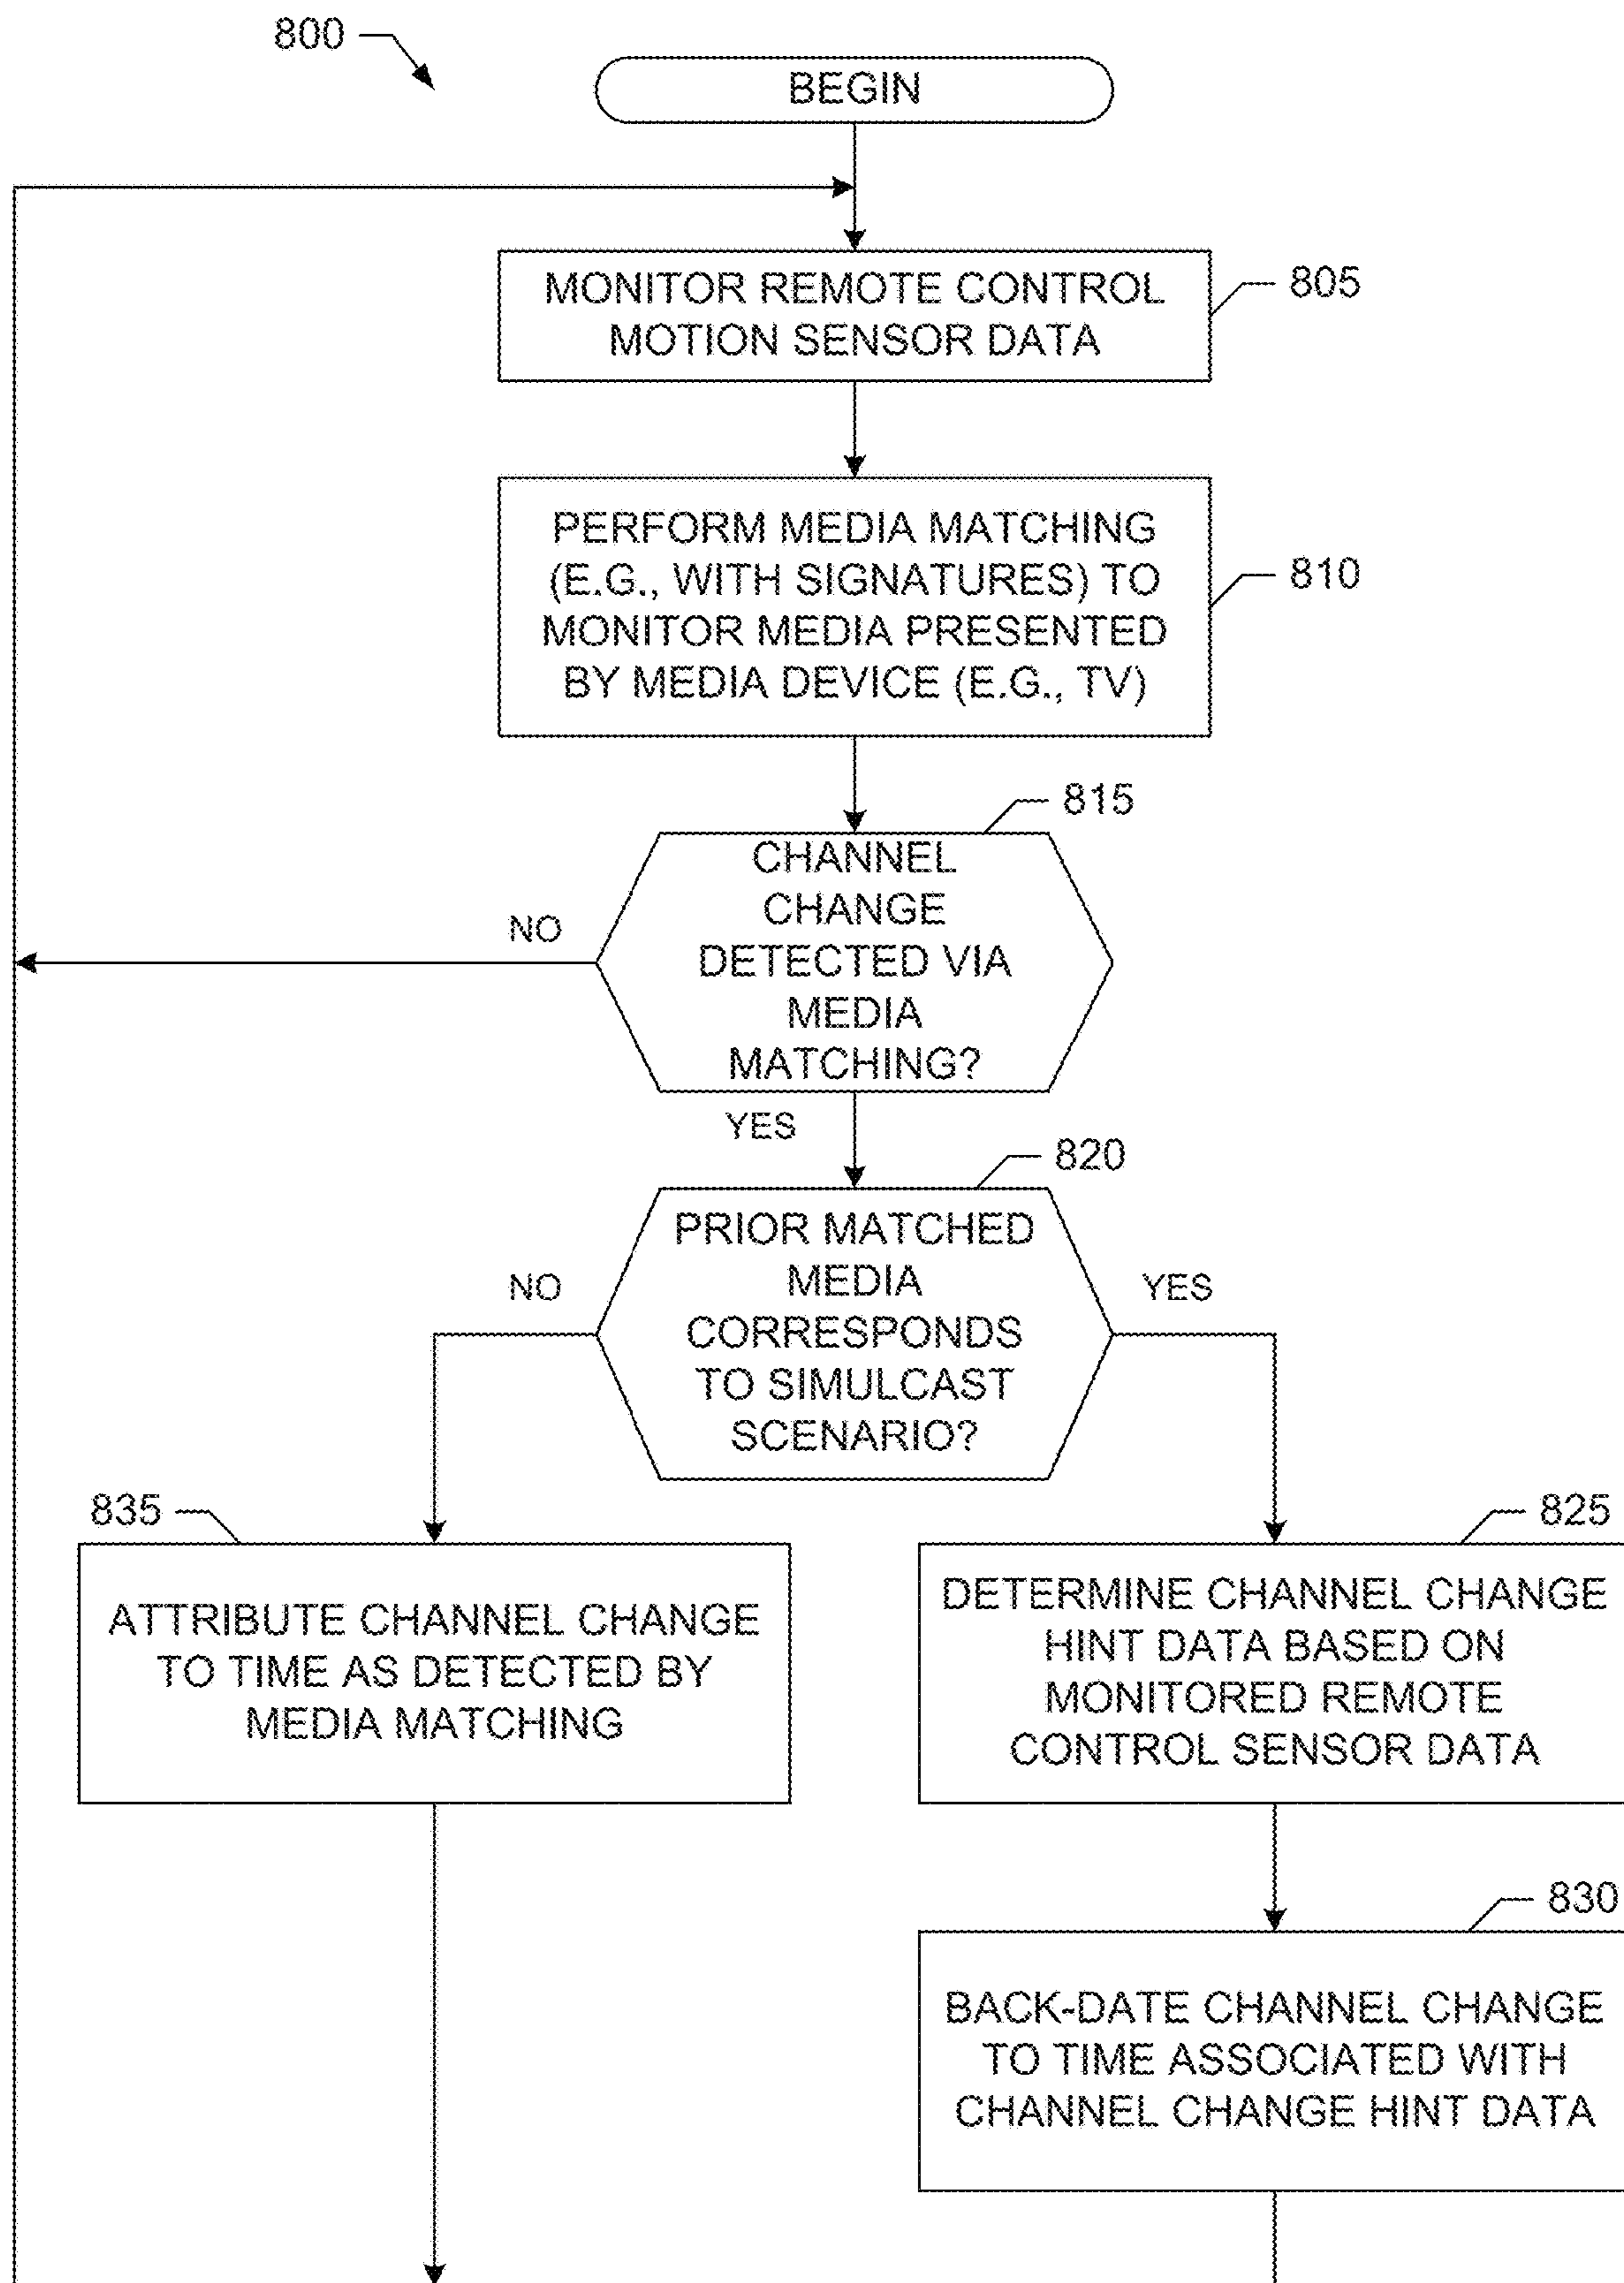 800
BEGIN
MONITOR REMOTE CONTROL
MOTION SENSOR DATA
805
PERFORM MEDIA MATCHING
(E.G., WITH SIGNATURES) TO
MONITOR MEDIA PRESENTED
BY MEDIA DEVICE (E.G., TV)
810
815
CHANNEL
CHANGE
DETECTED VIA
MEDIA
MATCHING?
NO
YES
820
PRIOR MATCHED
MEDIA
CORRESPONDS
TO SIMULCAST
SCENARIO?
NO
YES
835
ATTRIBUTE CHANNEL CHANGE
TO TIME AS DETECTED BY
MEDIA MATCHING
825
DETERMINE CHANNEL CHANGE
HINT DATA BASED ON
MONITORED REMOTE
CONTROL SENSOR DATA
830
BACK-DATE CHANNEL CHANGE
TO TIME ASSOCIATED WITH
CHANNEL CHANGE HINT DATA